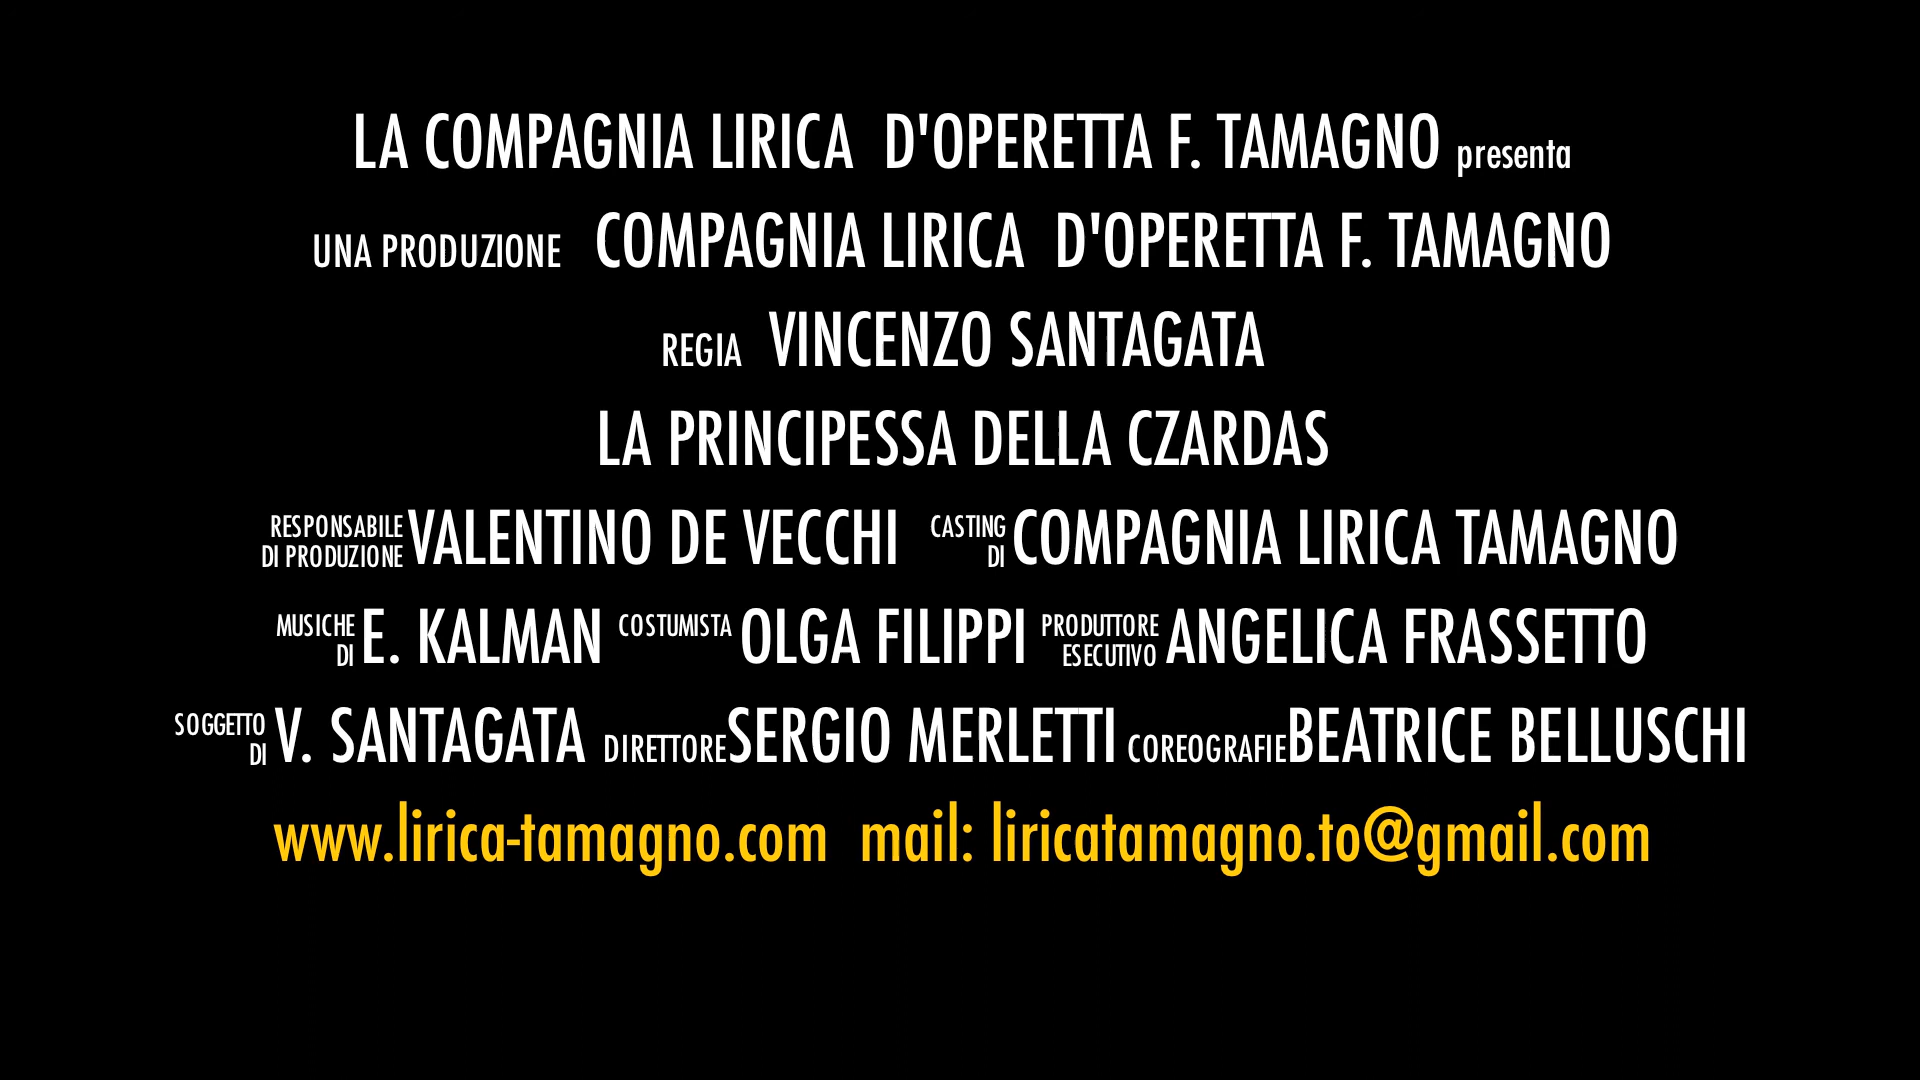 LA COMPAGNIA LIRICA D'OPERETTA F. TAMAGNO presenta
UNA PRODUZIONE COMPAGNIA LIRICA D'OPERETTA F. TAMAGNO
REGIA VINCENZO SANTAGATA
LA PRINCIPESSA DELLA CZARDAS
RESPONSABILE DI PRODUZIONE VALENTINO DE VECCHI CASTING DI COMPAGNIA LIRICA TAMAGNO
MUSICHE DI E. KALMAN COSTUMISTA OLGA FILIPPI PRODUTTORE ESECUTIVO ANGELICA FRASSETTO
SOGGETTO DI V. SANTAGATA DIRETTORE SERGIO MERLETTI COREOGRAFIE BEATRICE BELLUSCHI
www.lirica-tamagno.com mail: liricatamagno.to@gmail.com